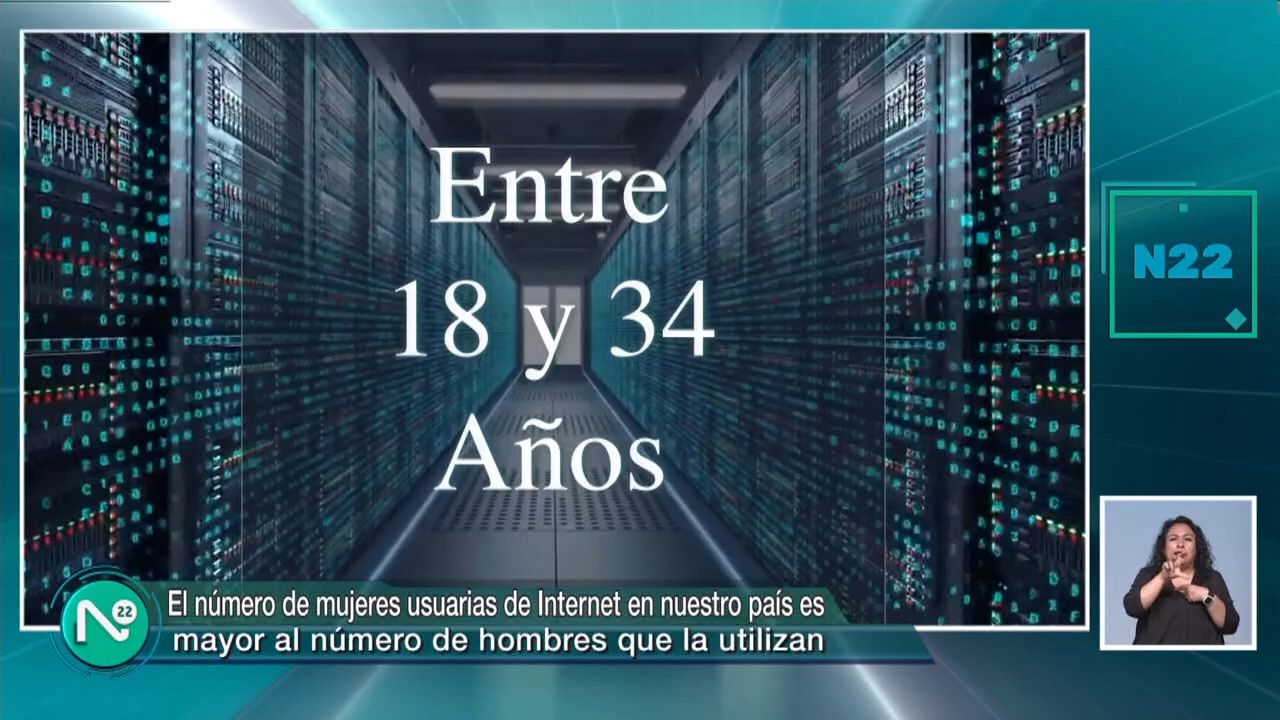 Entre
18 y 34
Años
N22
N 22
El número de mujeres usuarias de Internet en nuestro país es
mayor al número de hombres que la utilizan